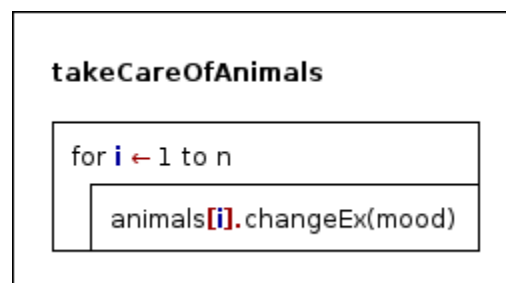 takeCareOfAnimals
for i ← 1 to n
animals[i].changeEx(mood)